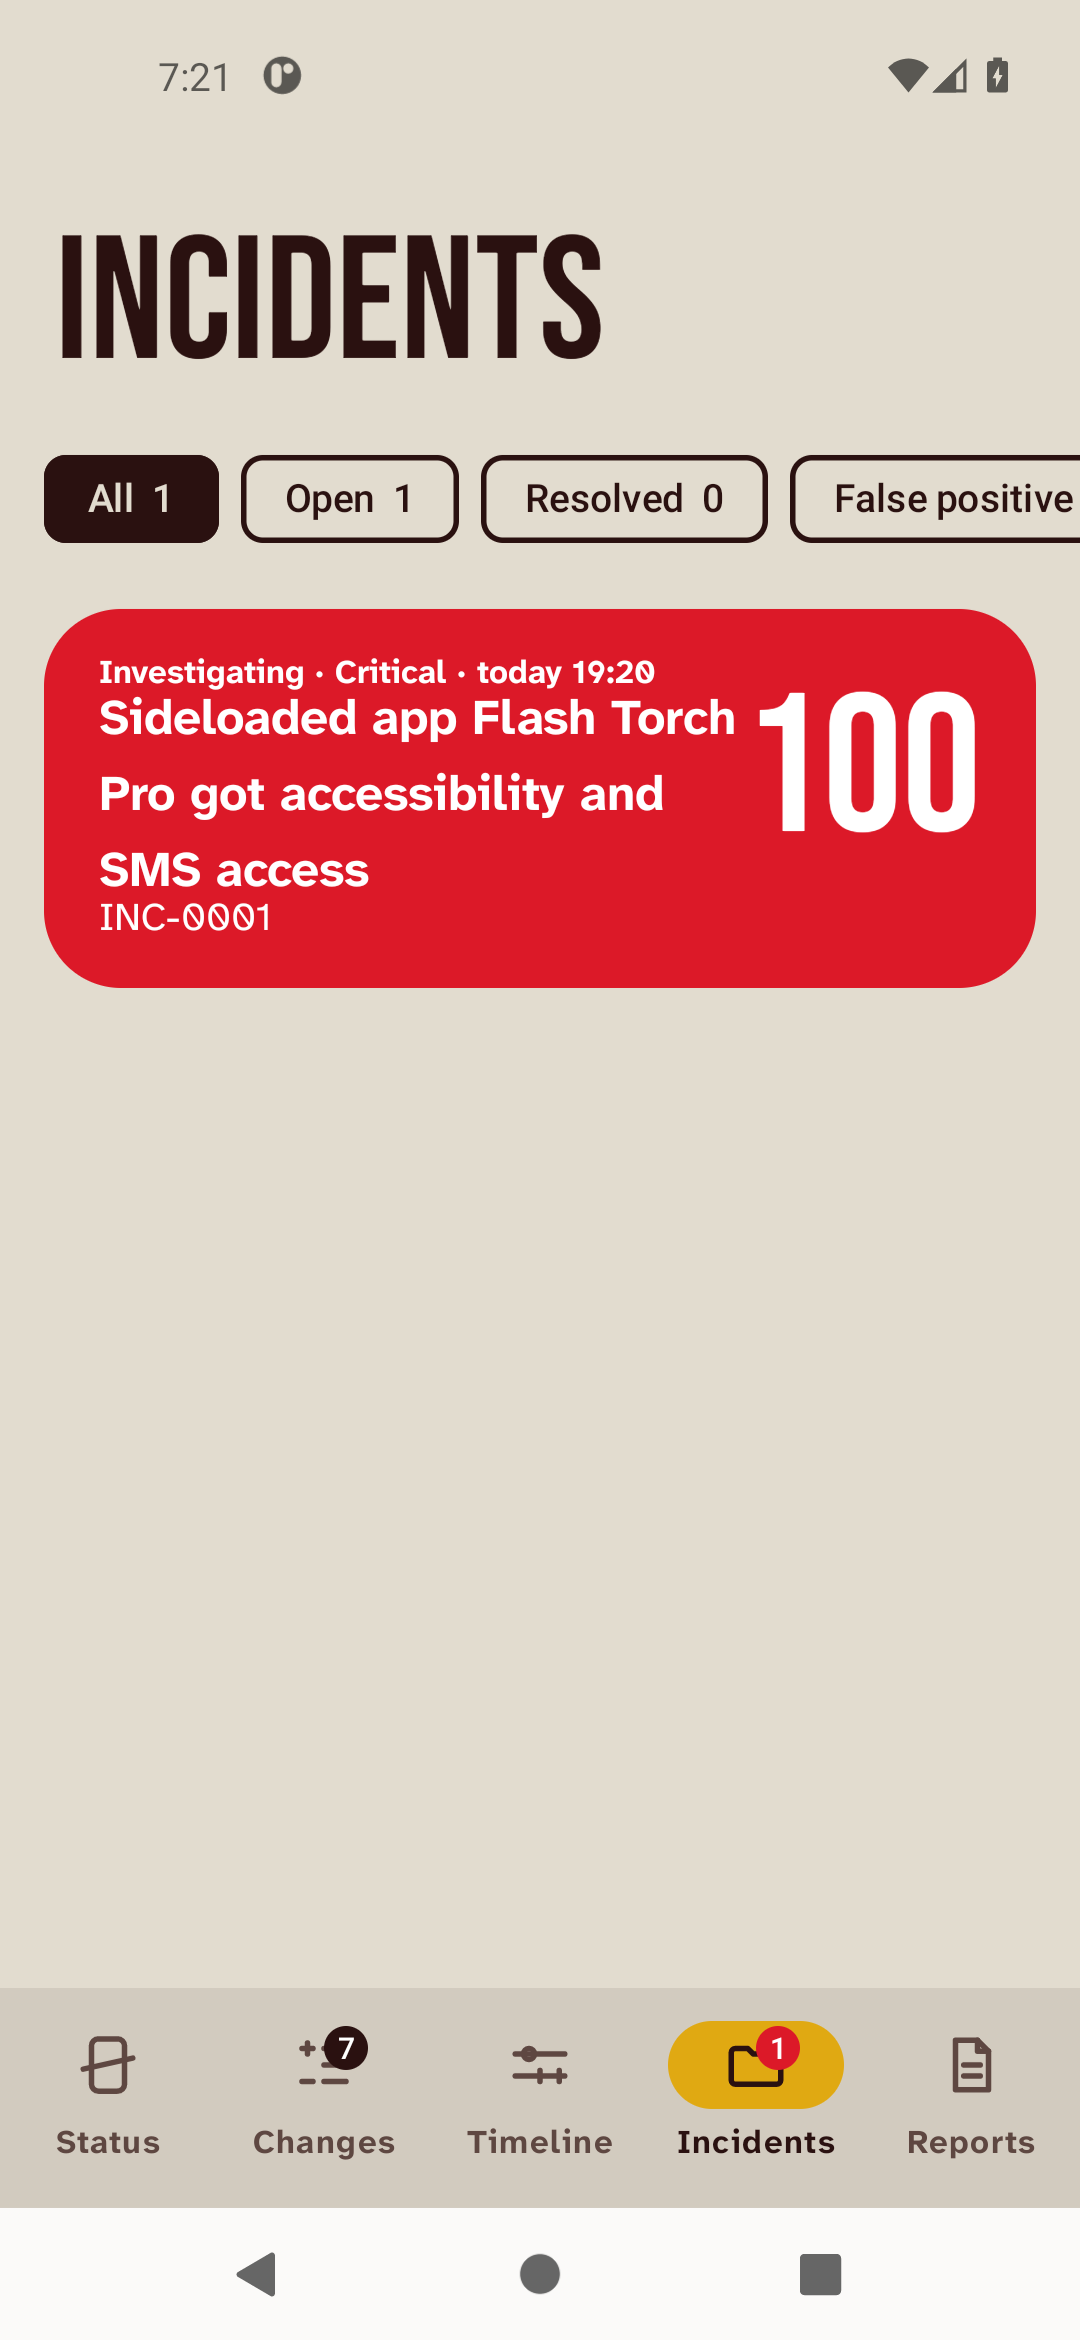 7:21
INCIDENTS
All 1
Open 1
Resolved 0
False positive
Investigating · Critical · today 19:20
Sideloaded app Flash Torch
Pro got accessibility and
SMS access
INC-0001
100
7
1
Status
Changes
Timeline
Incidents
Reports